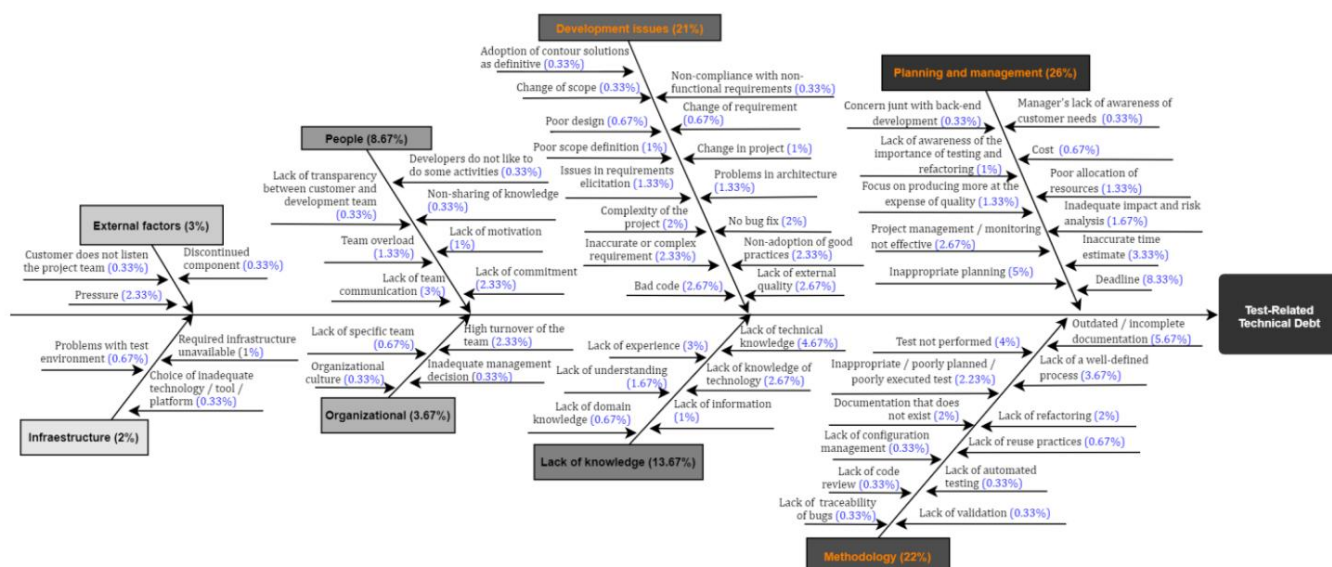 Development issues (21%)
Adoption of contour solutions
as definitive (0.33%)
Change of scope (0.33%)
Poor design (0.67%)
Poor scope definition (1%)
Issues in requirements
elicitation (1.33%)
Complexity of the
project (2%)
Inaccurate or complex
requirement (2.33%)
Bad code (2.67%)
Non-compliance with non-
functional requirements (0.33%)
Change of requirement
(0.67%)
Change in project (1%)
Problems in architecture
(1.33%)
No bug fix (2%)
Non-adoption of good
practices (2.33%)
Lack of external
quality (2.67%)
Planning and management (26%)
Concern junt with back-end
development (0.33%)
Lack of awareness of the
importance of testing and
refactoring (1%)
Focus on producing more at the
expense of quality (1.33%)
Project management / monitoring
not effective (2.67%)
Inappropriate planning (5%)
Manager's lack of awareness of
customer needs (0.33%)
Cost (0.67%)
Poor allocation of
resources (1.33%)
Inadequate impact and risk
analysis (1.67%)
Inaccurate time
estimate (3.33%)
Deadline (8.33%)
People (8.67%)
Lack of transparency
between customer and
development team
(0.33%)
Team overload
(1.33%)
Lack of team
communication (3%)
Developers do not like to
do some activities (0.33%)
Non-sharing of knowledge
(0.33%)
Lack of motivation
(1%)
Lack of commitment
(2.33%)
External factors (3%)
Customer does not listen
the project team (0.33%)
Pressure (2.33%)
Discontinued
component (0.33%)
Test-Related
Technical Debt
Problems with test
environment (0.67%)
Required infrastructure
unavailable (1%)
Choice of inadequate
technology / tool /
platform (0.33%)
Infraestructure (2%)
Lack of specific team
(0.67%)
Organizational
culture (0.33%)
High turnover of the
team (2.33%)
Inadequate management
decision (0.33%)
Organizational (3.67%)
Lack of experience (3%)
Lack of understanding
(1.67%)
Lack of domain
knowledge (0.67%)
Lack of technical
knowledge (4.67%)
Lack of knowledge of
technology (2.67%)
Lack of information
(1%)
Lack of knowledge (13.67%)
Test not performed (4%)
Inappropriate / poorly planned /
poorly executed test (2.23%)
Documentation that does
not exist (2%)
Lack of configuration
management (0.33%)
Lack of code
review (0.33%)
Lack of traceability
of bugs (0.33%)
Outdated / incomplete
documentation (5.67%)
Lack of a well-defined
process (3.67%)
Lack of refactoring (2%)
Lack of reuse practices (0.67%)
Lack of automated
testing (0.33%)
Lack of validation (0.33%)
Methodology (22%)